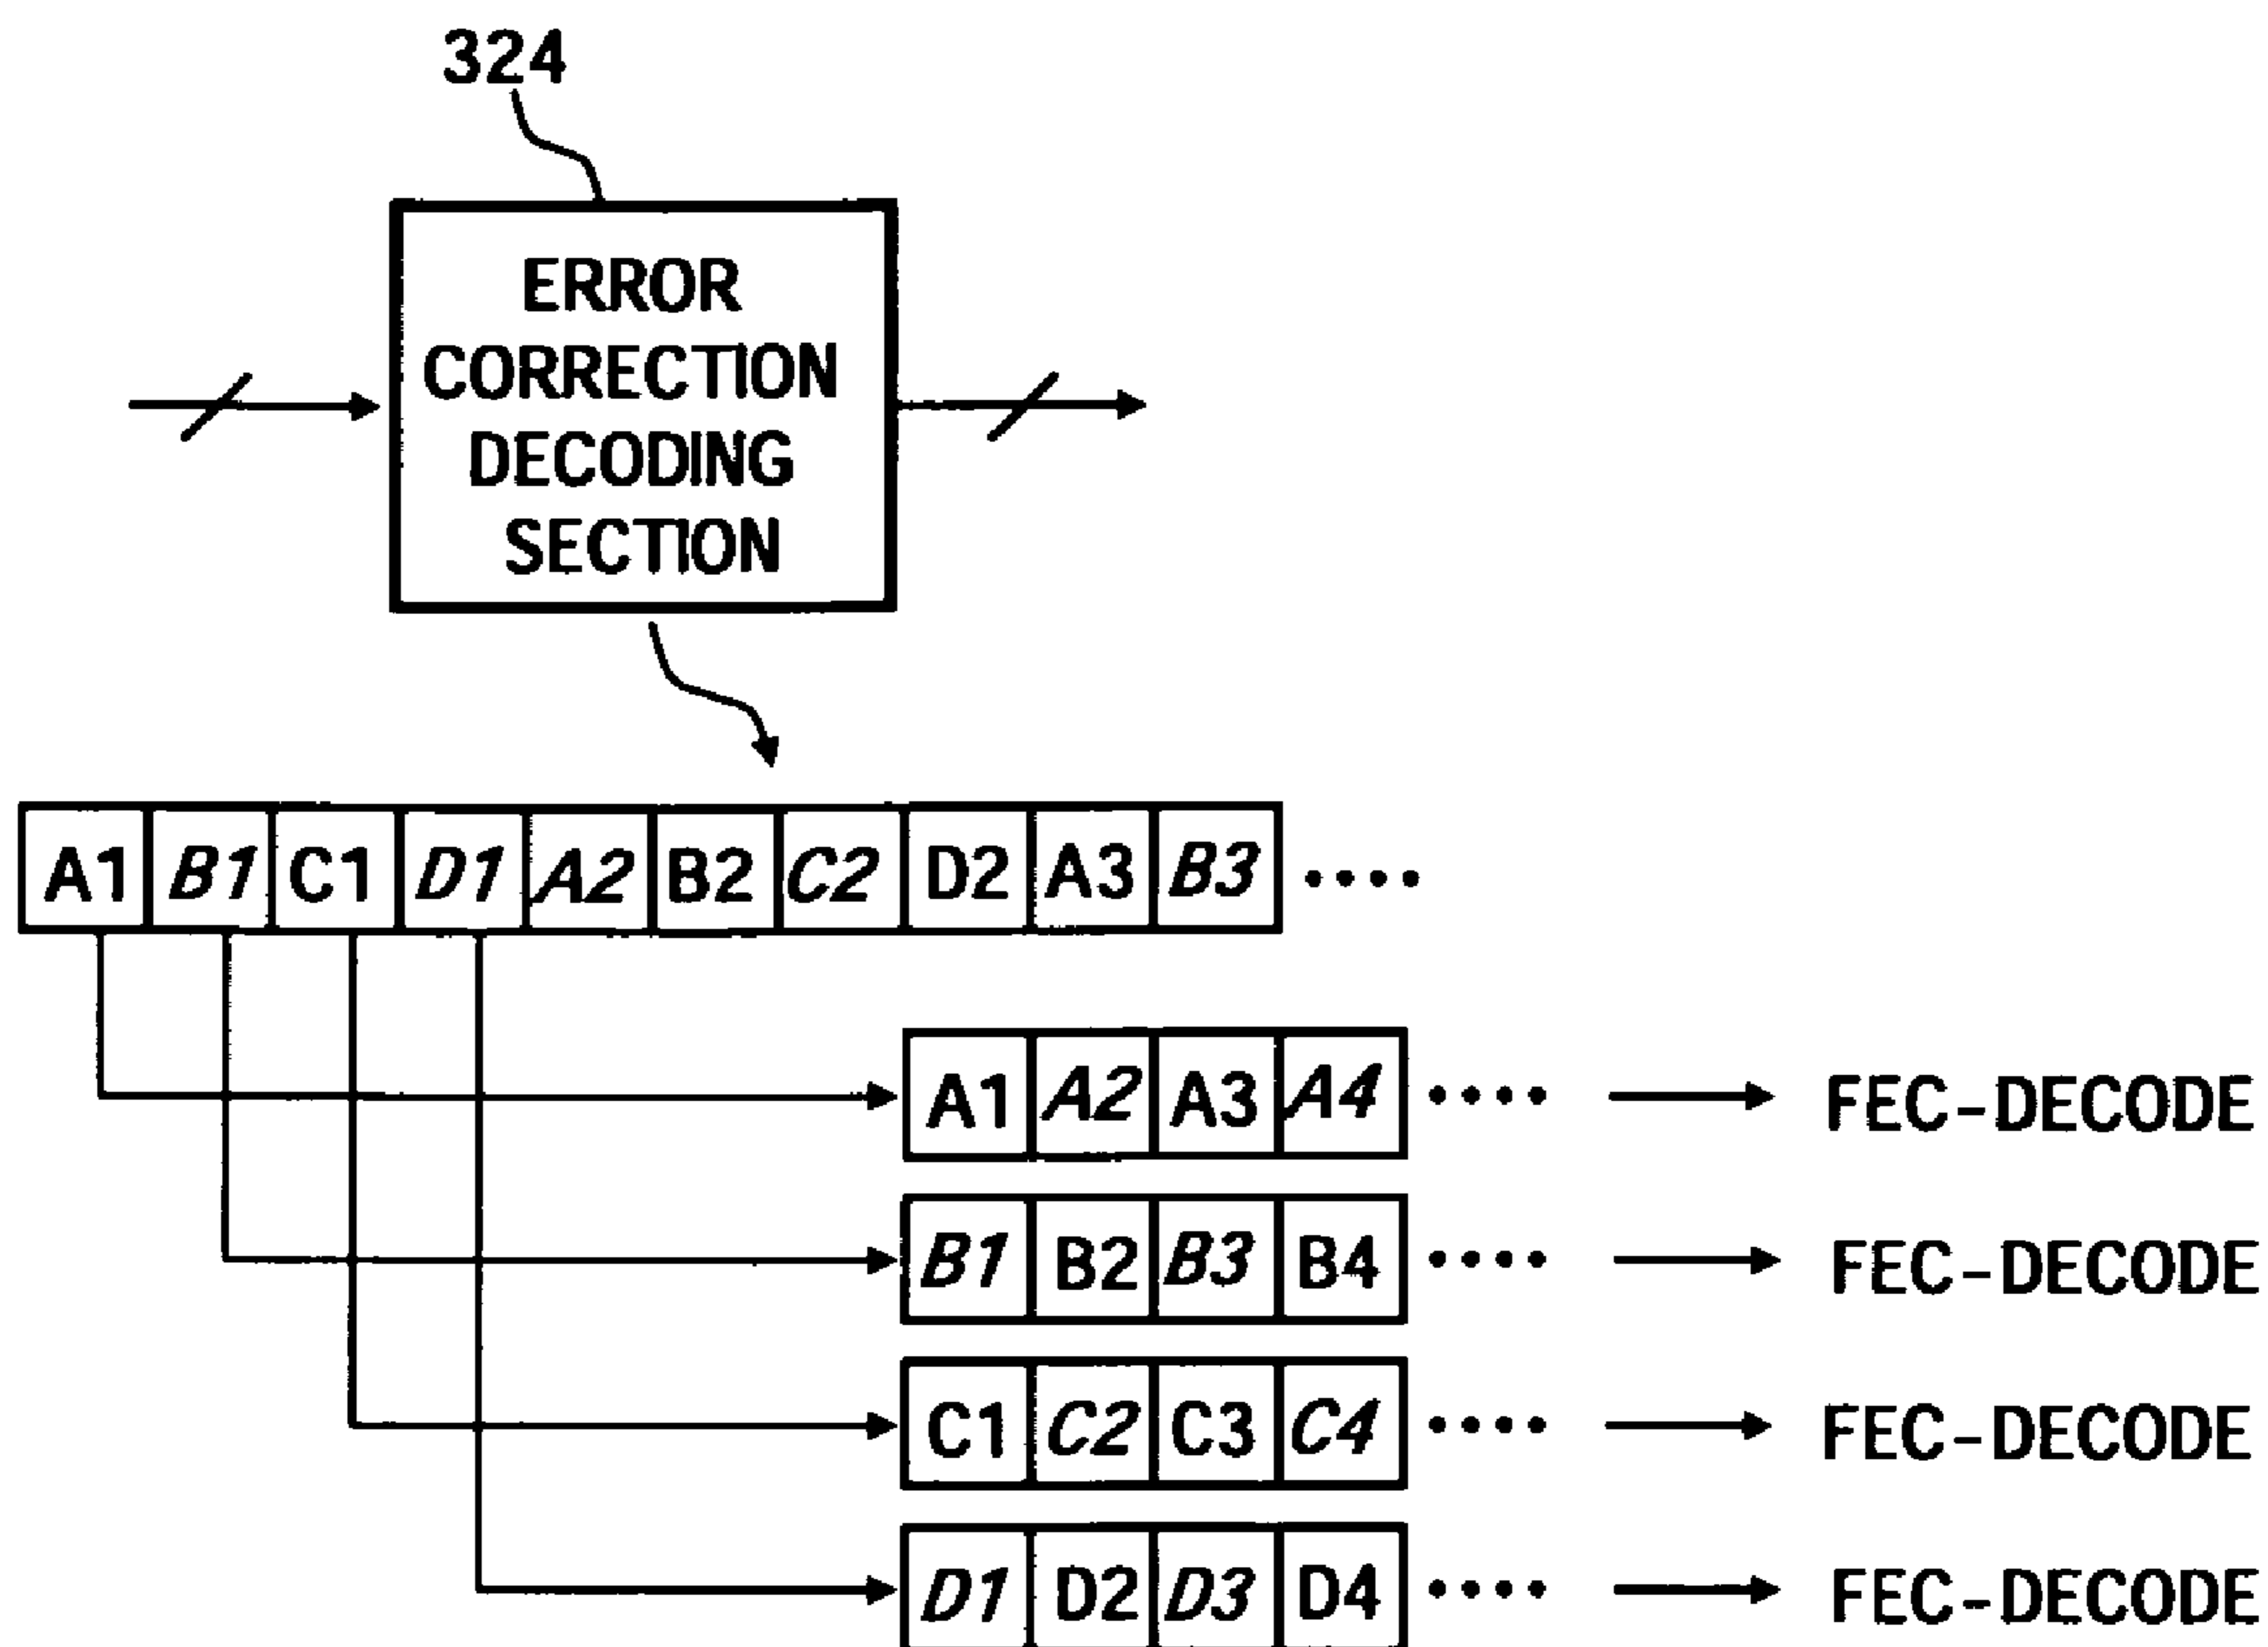 324
ERROR
CORRECTION
DECODING
SECTION
A1 B1 C1 D1 A2 B2 C2 D2 A3 B3 ····
A1 A2 A3 A4 ···· FEC-DECODE
B1 B2 B3 B4 ···· FEC-DECODE
C1 C2 C3 C4 ···· FEC-DECODE
D1 D2 D3 D4 ···· FEC-DECODE